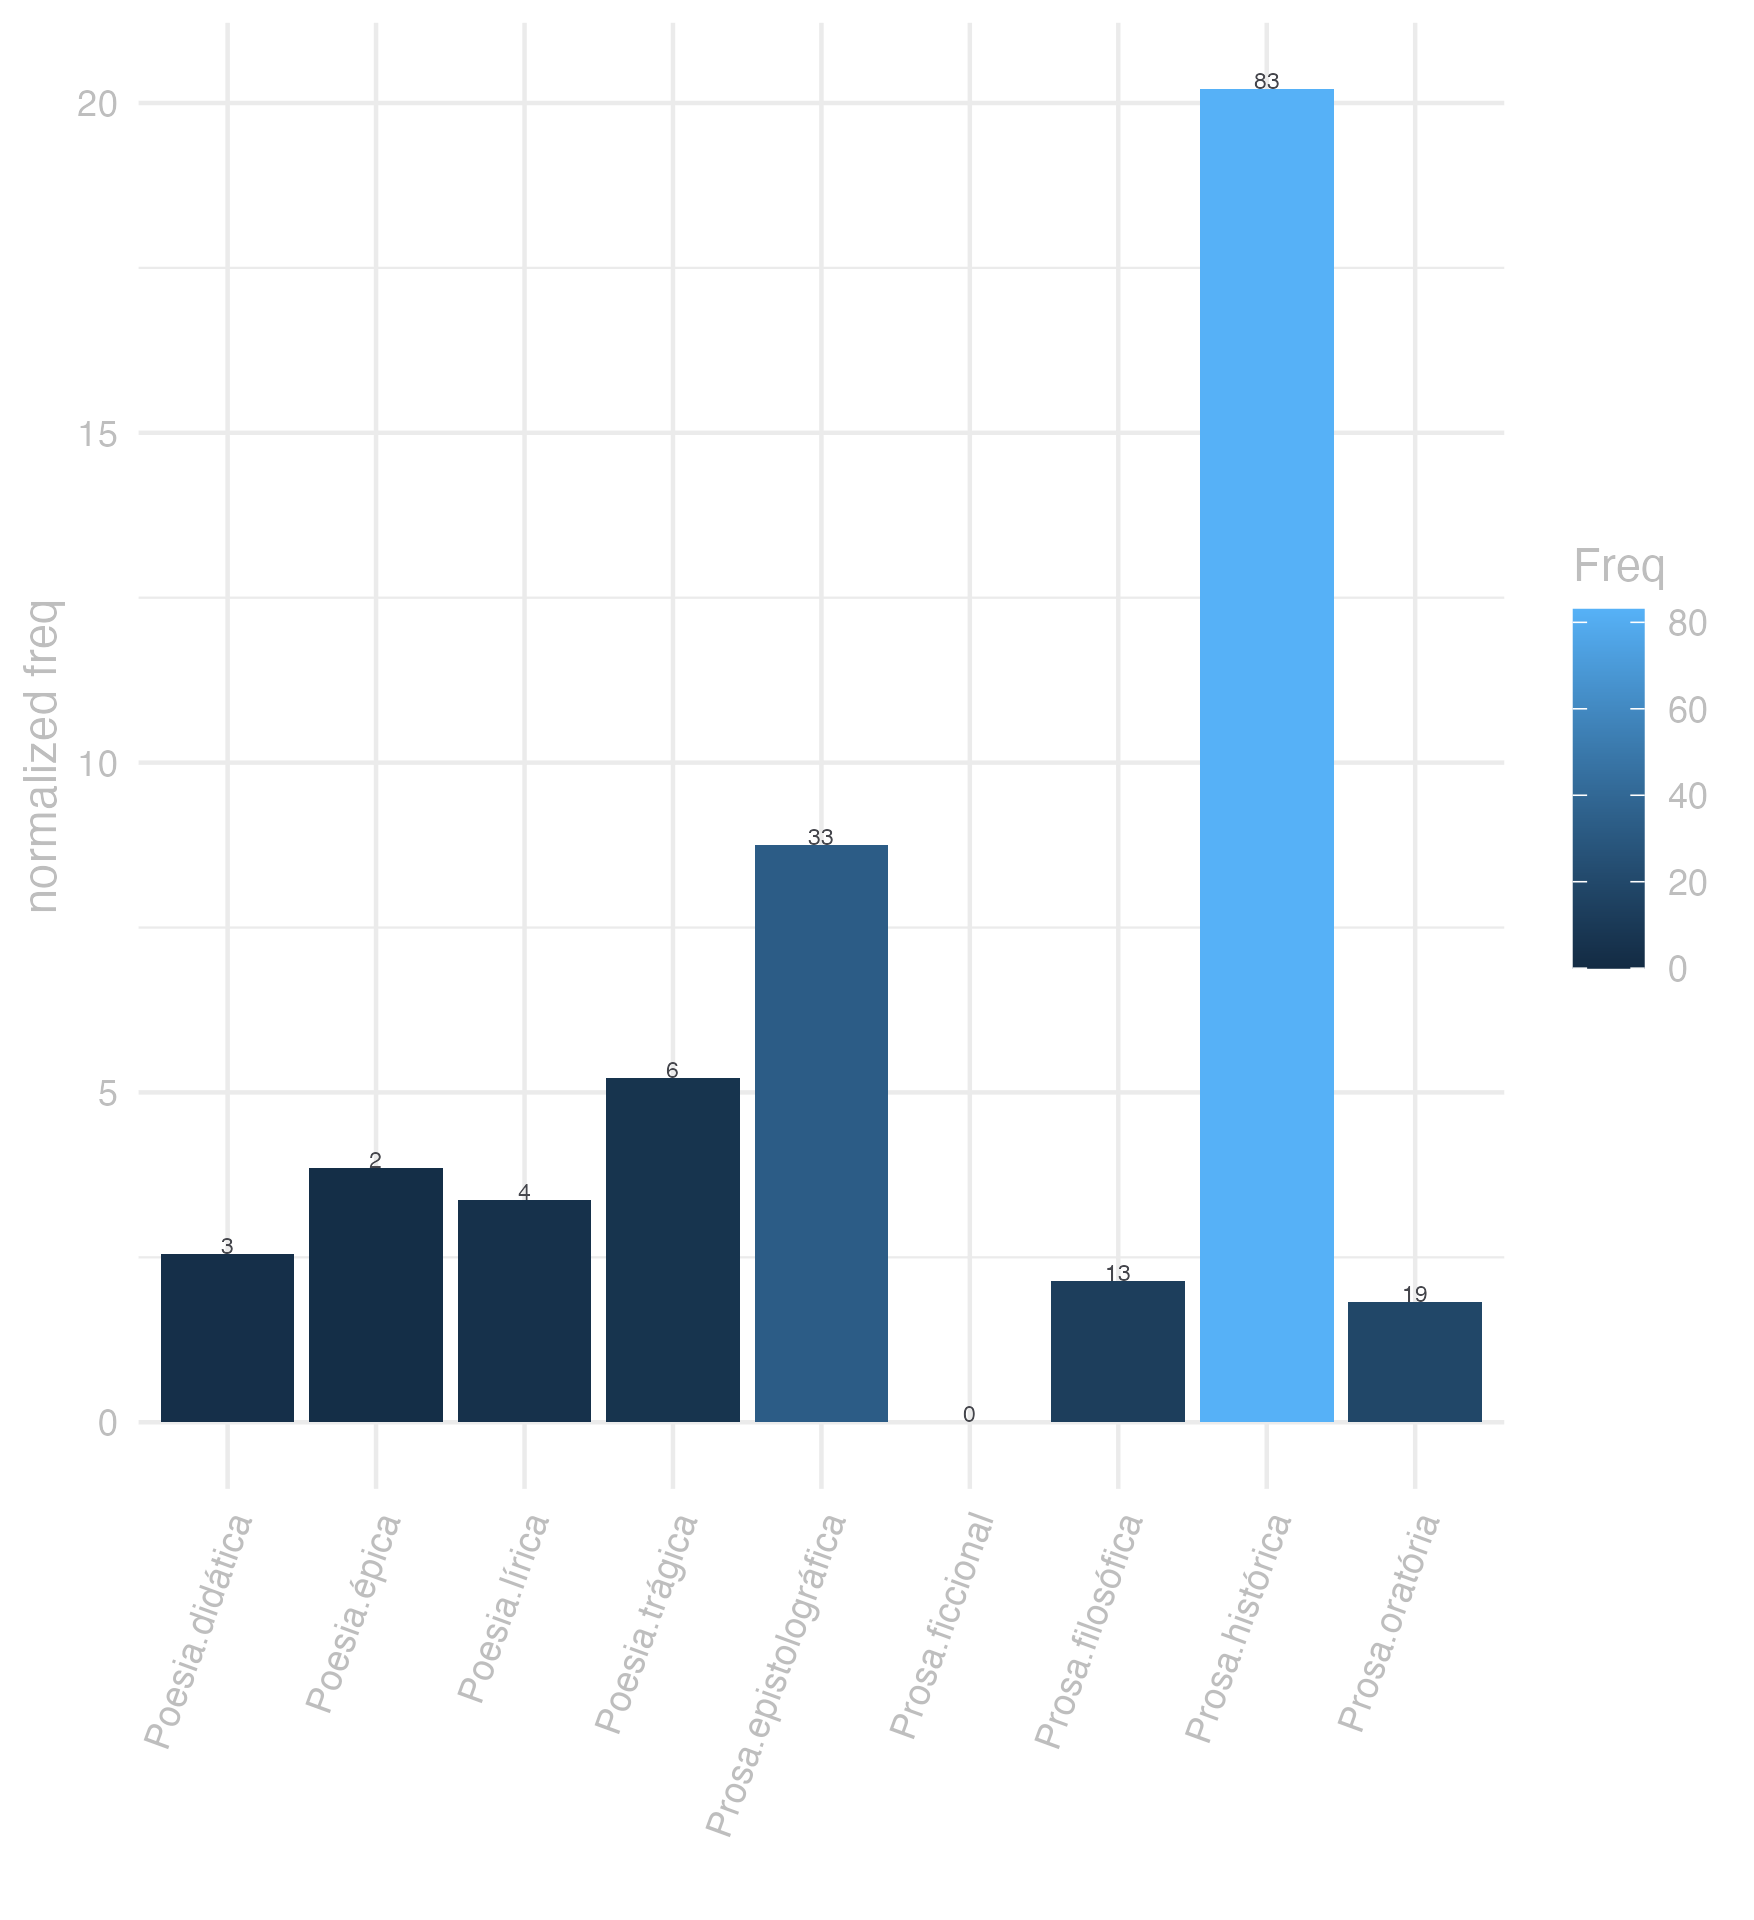 normalized freq
20
15
10
5
0
83
33
6
2
4
3
0
13
19
Poesia.didática
Poesia.épica
Poesia.lírica
Poesia.trágica
Prosa.epistolográfica
Prosa.ficcional
Prosa.filosófica
Prosa.histórica
Prosa.oratória
Freq
80
60
40
20
0